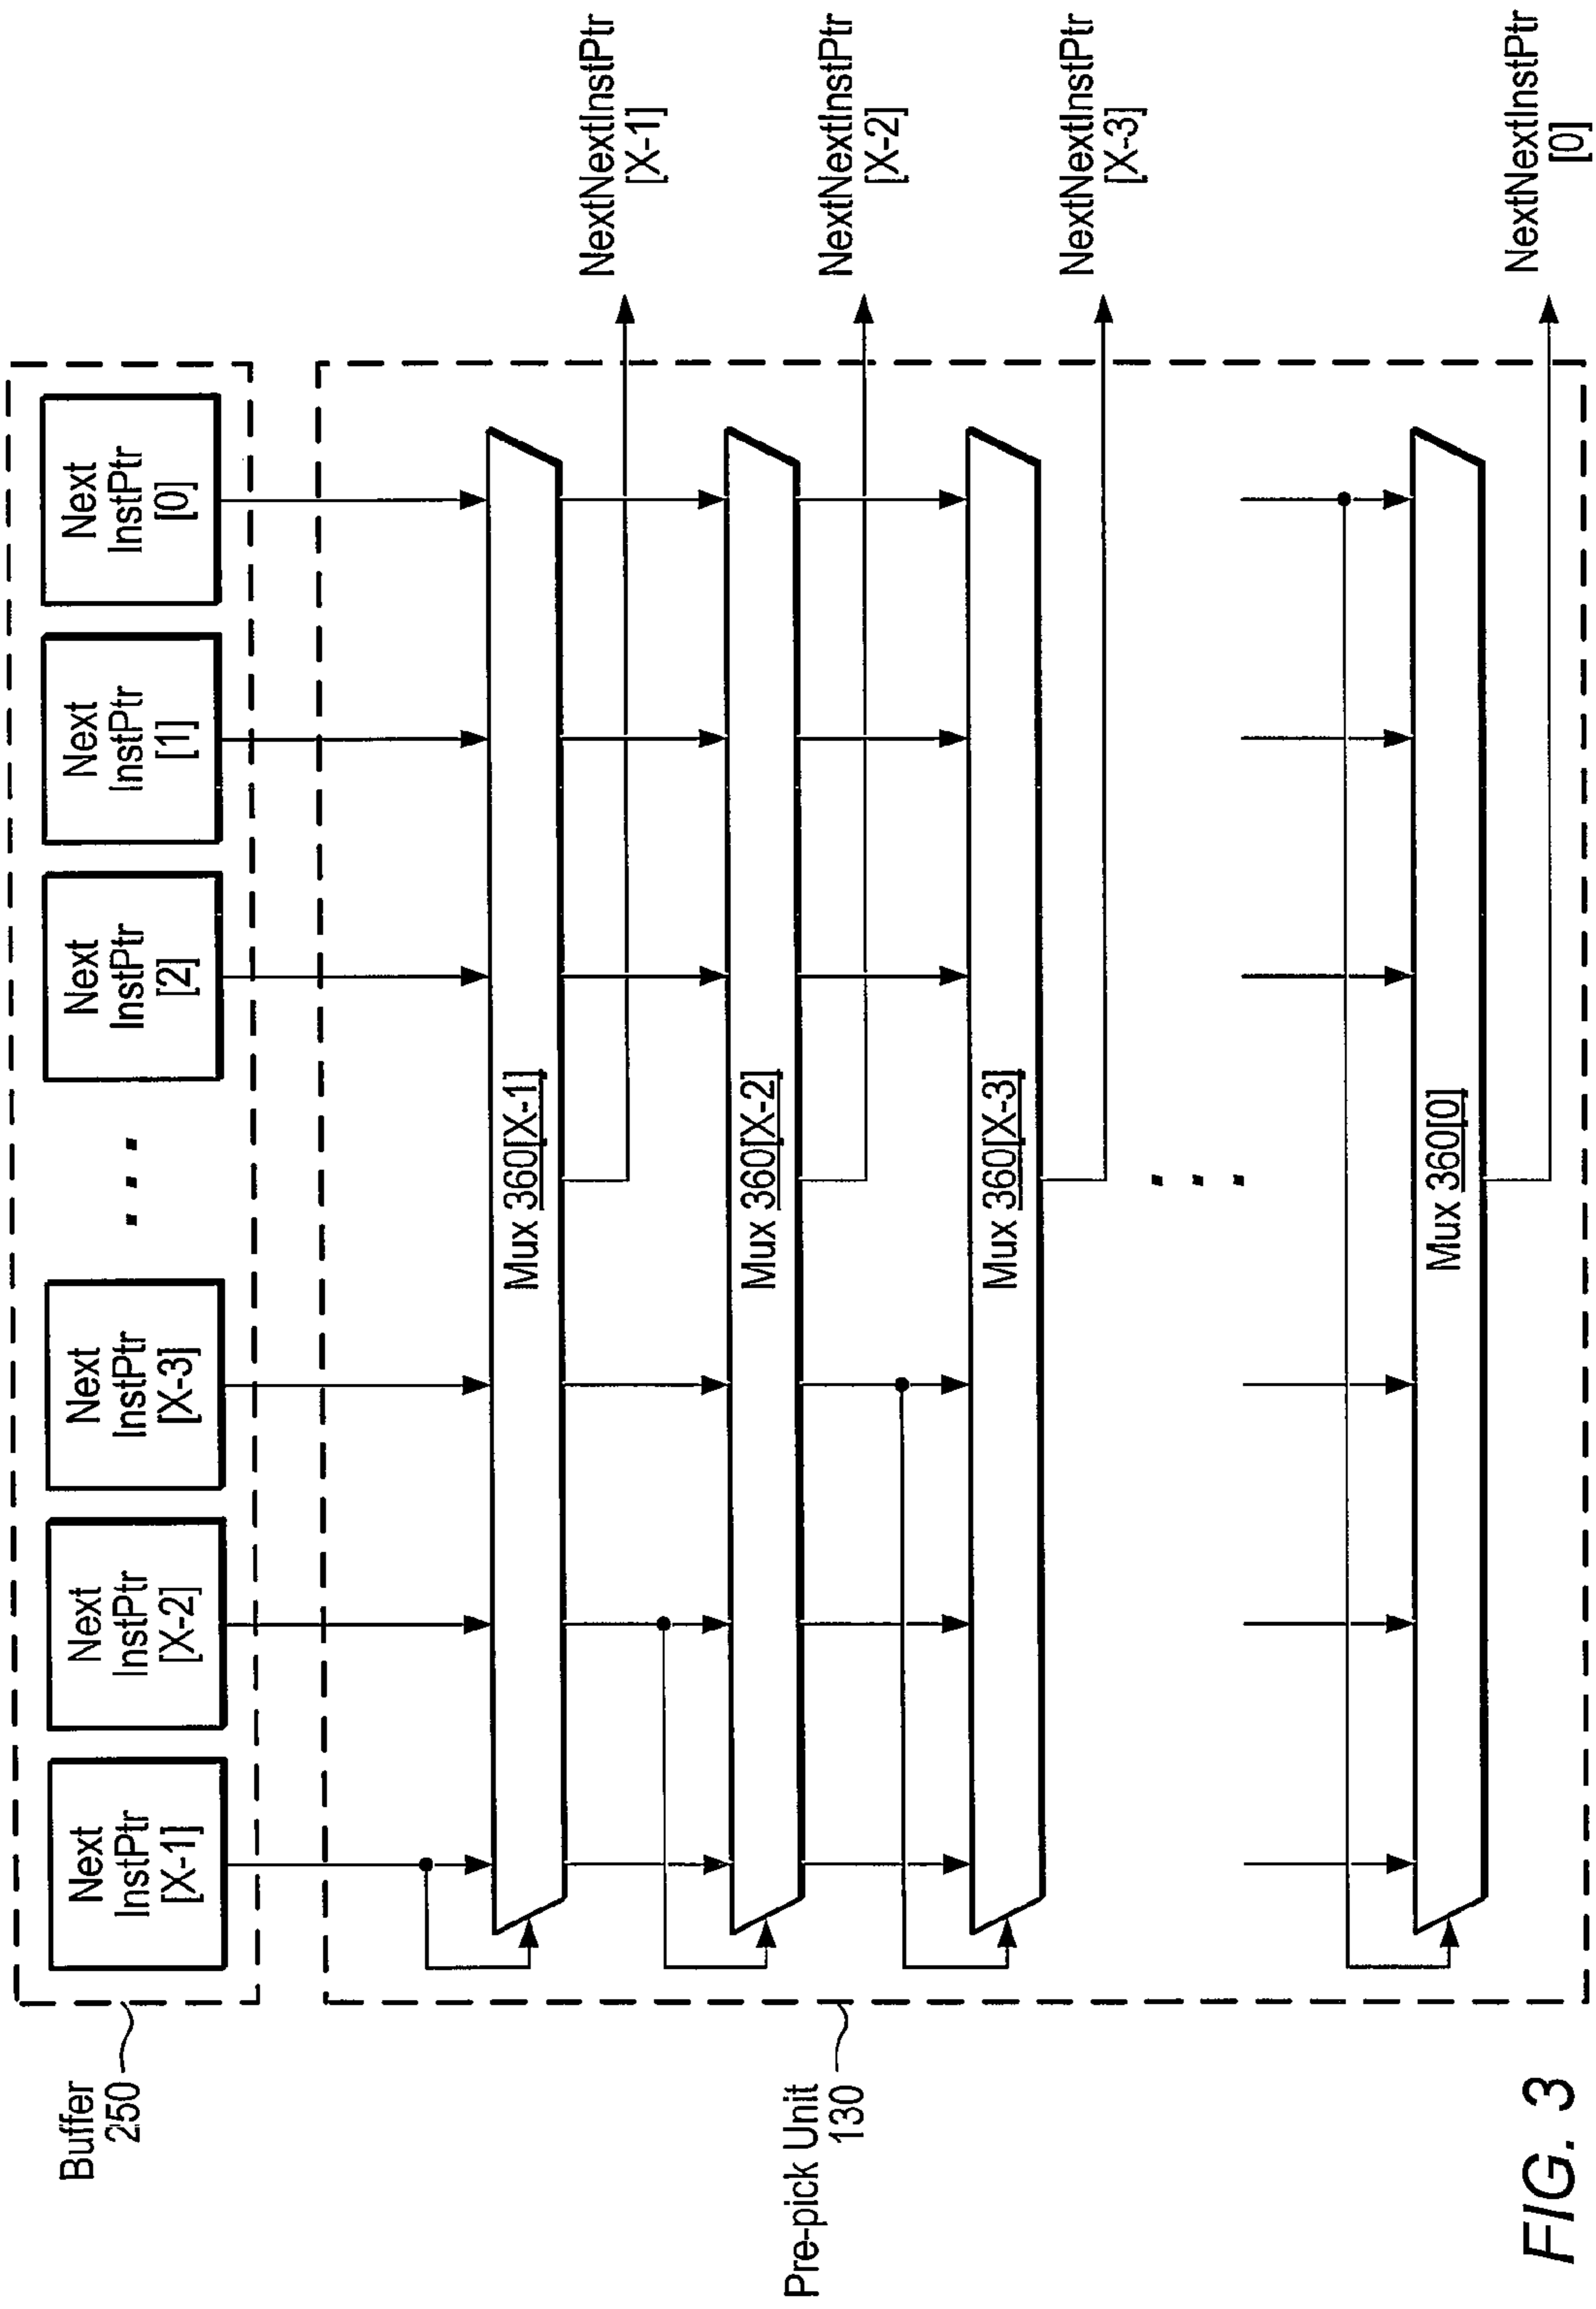 Buffer
250
Next
InstPtr
[X-1]
Next
InstPtr
[X-2]
Next
InstPtr
[X-3]
. . .
Next
InstPtr
[2]
Next
InstPtr
[1]
Next
InstPtr
[0]
Pre-pick Unit
130
Mux 360[X-1]
NextNextInstPtr
[X-1]
Mux 360[X-2]
NextNextInstPtr
[X-2]
Mux 360[X-3]
NextNextInstPtr
[X-3]
Mux 360[0]
NextNextInstPtr
[0]
FIG. 3